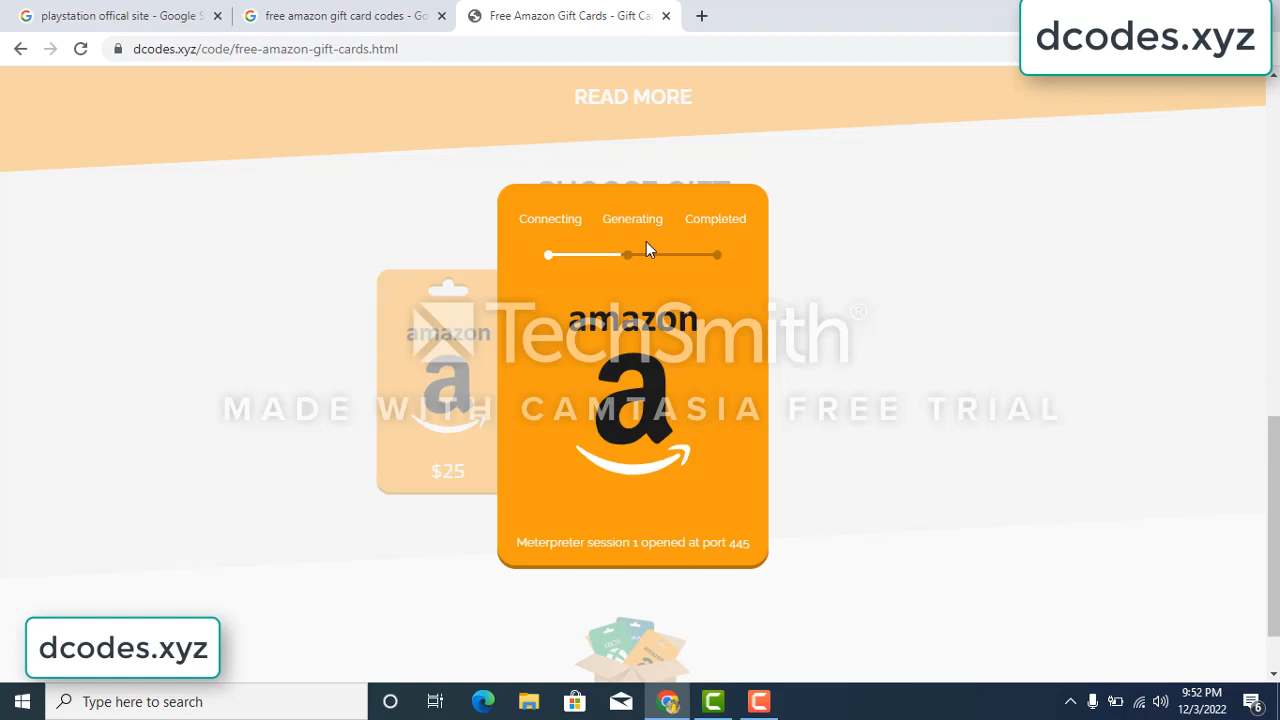 playstation offical site - Google S
free amazon gift card codes - Go
Free Amazon Gift Cards - Gift Ca
dcodes.xyz/code/free-amazon-gift-cards.html
dcodes.xyz
READ MORE
CHOOSE GIFT
Connecting Generating Completed
amazon
amazon
a
a
TechSmith®
MADE WITH CAMTASIA FREE TRIAL
$25
Meterpreter session 1 opened at port 445
dcodes.xyz
Type here to search
9:52 PM
12/3/2022
6